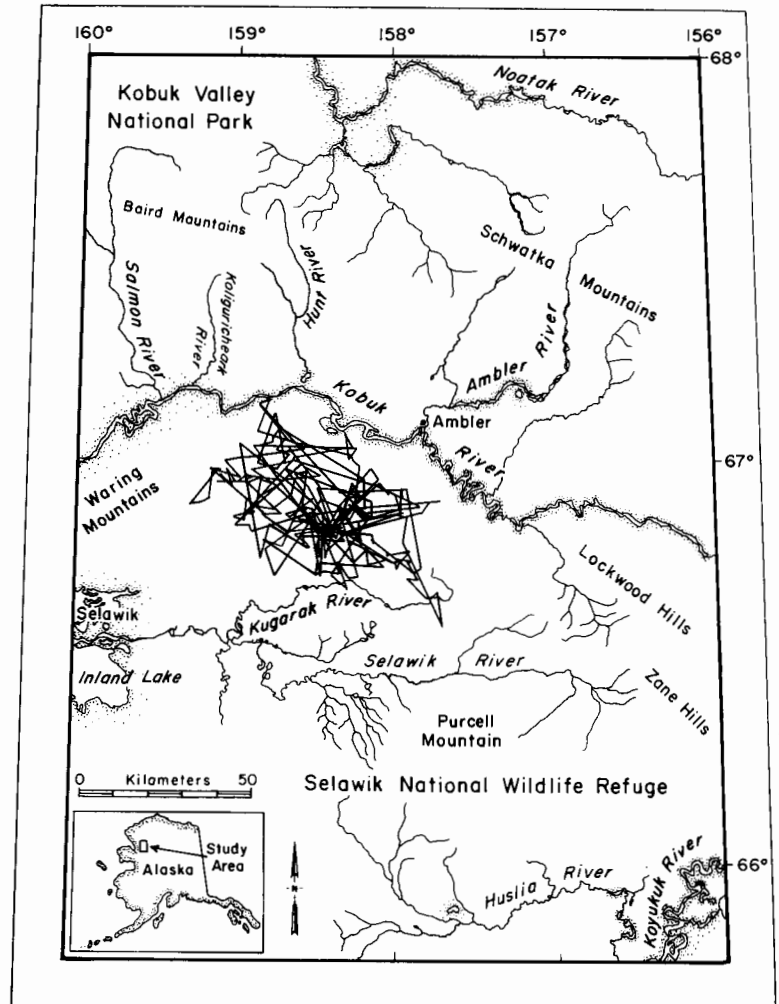 160° 159° 158° 157° 156°
68°
Noatak River
Kobuk Valley
National Park
Baird Mountains
Schwatka
Mountains
Salmon River
Koliguricheark
River
Hunt River
Ambler River
Kobuk
Ambler
River
67°
Waring
Mountains
Lockwood Hills
Selawik
Kugarak River
Inland Lake
Selawik River
Zane Hills
Purcell
Mountain
0 Kilometers 50
Selawik National Wildlife Refuge
Study
Area
Alaska
N
66°
Huslia River
Koyukuk River